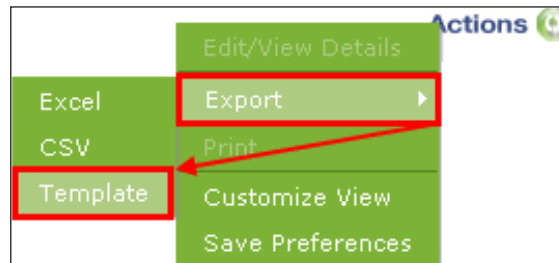 Actions
Edit/View Details
Export
Print
Customize View
Save Preferences
Excel
CSV
Template